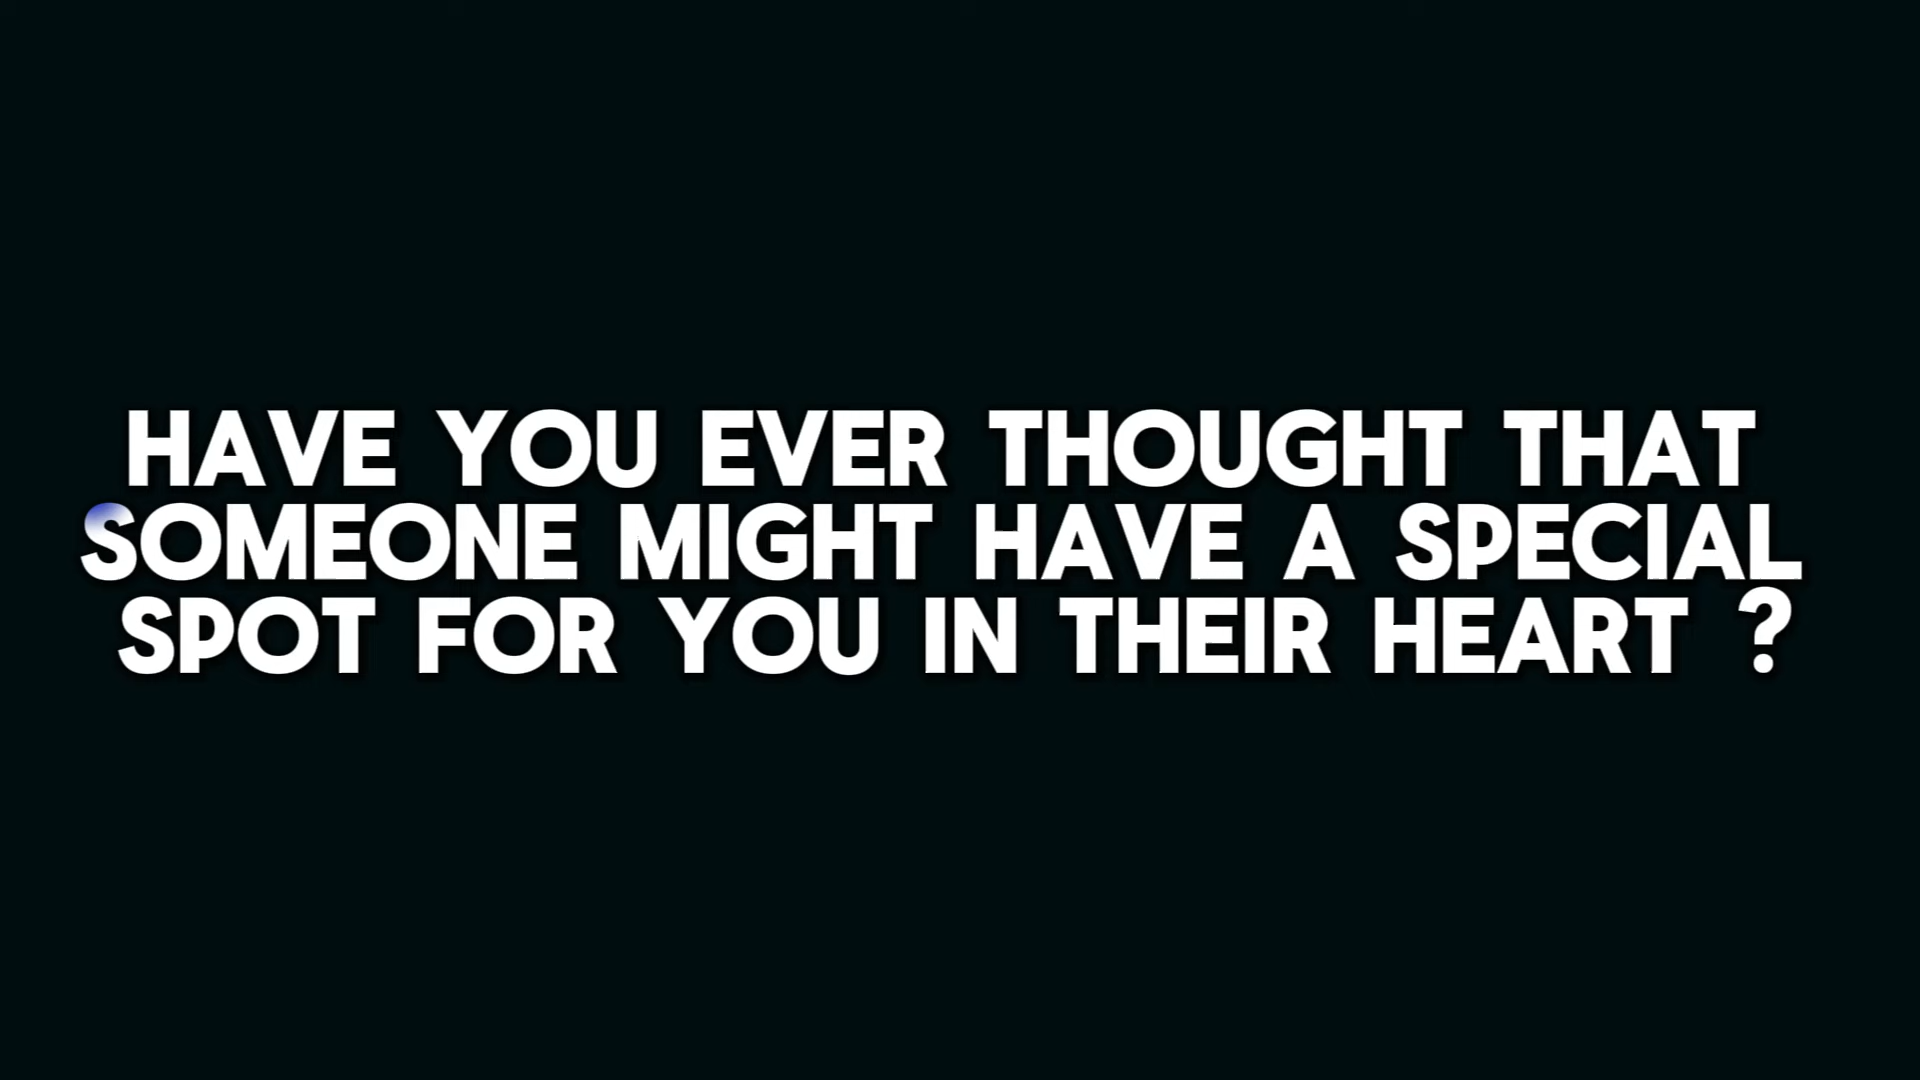 HAVE YOU EVER THOUGHT THAT
SOMEONE MIGHT HAVE A SPECIAL
SPOT FOR YOU IN THEIR HEART ?